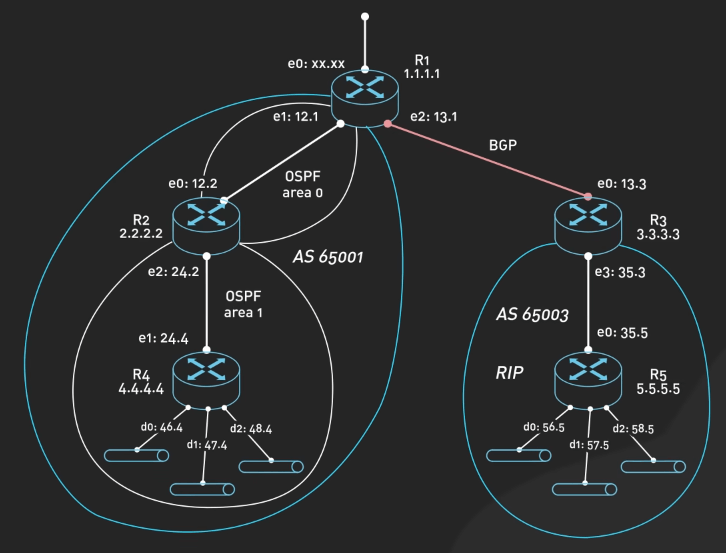 e0: xx.xx
R1
1.1.1.1
e1: 12.1
e2: 13.1
BGP
OSPF
area 0
e0: 12.2
e0: 13.3
R2
2.2.2.2
R3
3.3.3.3
AS 65001
e2: 24.2
e3: 35.3
OSPF
area 1
AS 65003
e1: 24.4
e0: 35.5
R4
4.4.4.4
RIP
R5
5.5.5.5
d0: 46.4
d1: 47.4
d2: 48.4
d0: 56.5
d1: 57.5
d2: 58.5